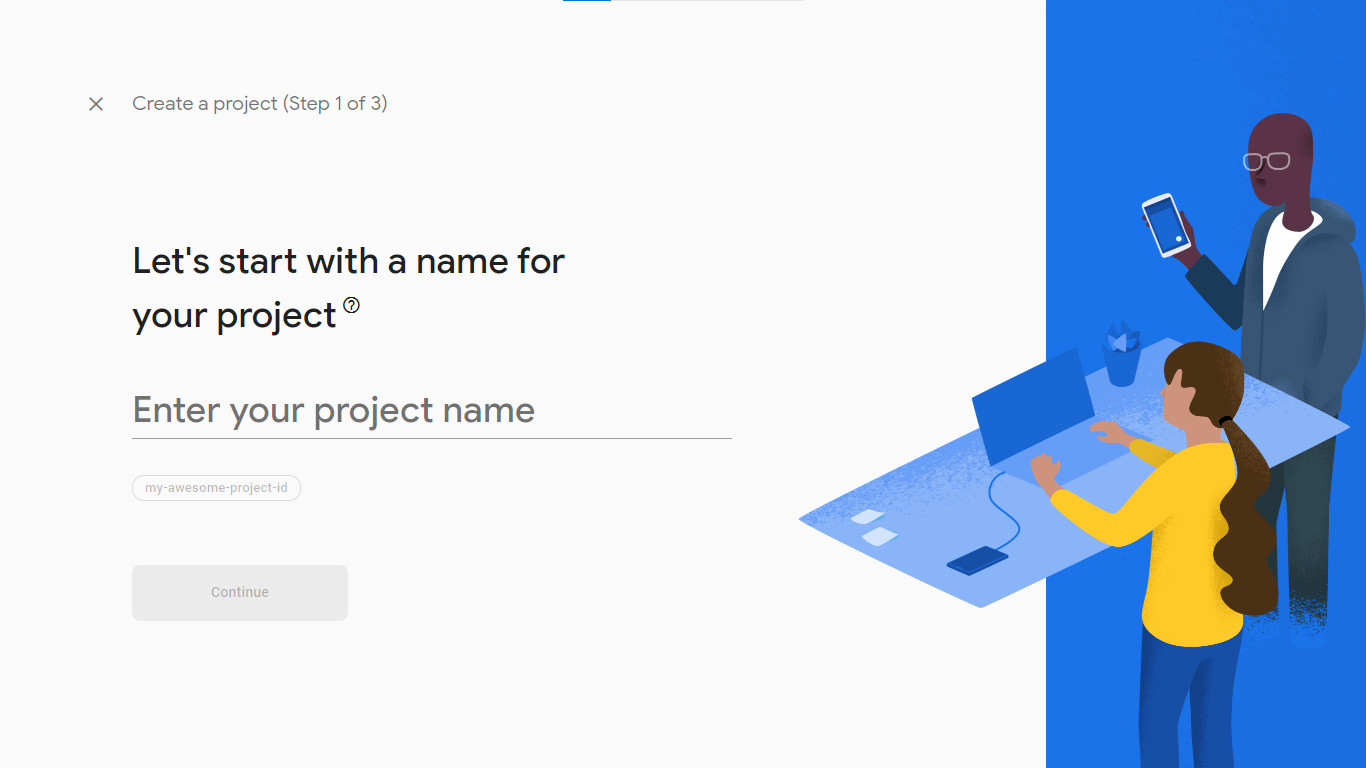 Create a project (Step 1 of 3)
Let's start with a name for
your project
Enter your project name
my-awesome-project-id
Continue